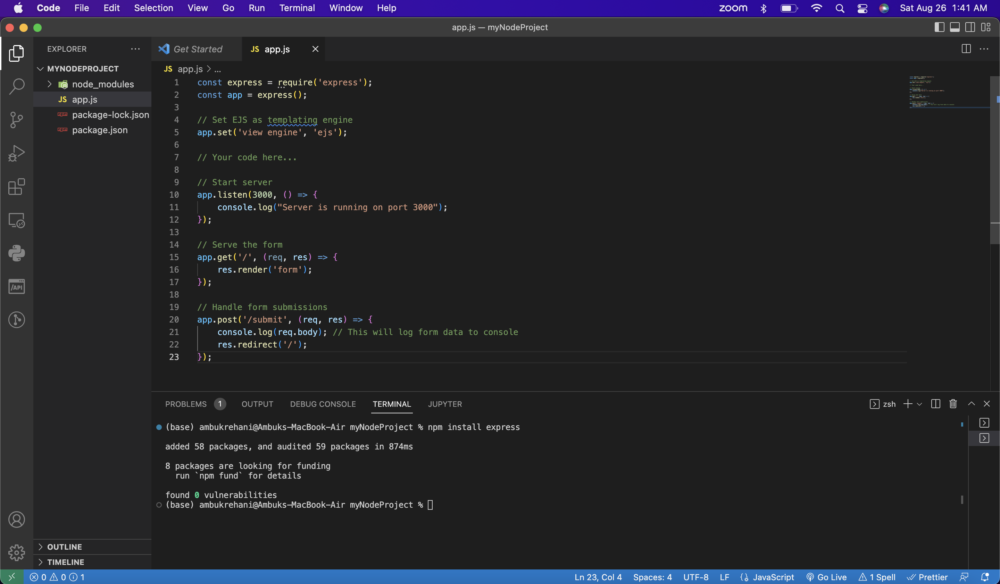 Code File Edit Selection View Go Run Terminal Window Help zoom Sat Aug 26 1:41 AM
app.js — myNodeProject
EXPLORER ...
MYNODEPROJECT
node_modules
JS app.js
package-lock.json
package.json
OUTLINE
TIMELINE
/API
Get Started
JS app.js
JS app.js > ...
1 const express = require('express');
2 const app = express();
3
4 // Set EJS as templating engine
5 app.set('view engine', 'ejs');
6
7 // Your code here...
8
9 // Start server
10 app.listen(3000, () => {
11 console.log("Server is running on port 3000");
12 });
13
14 // Serve the form
15 app.get('/', (req, res) => {
16 res.render('form');
17 });
18
19 // Handle form submissions
20 app.post('/submit', (req, res) => {
21 console.log(req.body); // This will log form data to console
22 res.redirect('/');
23 });
PROBLEMS 1 OUTPUT DEBUG CONSOLE TERMINAL JUPYTER zsh
(base) ambukrehani@Ambuks-MacBook-Air myNodeProject % npm install express
added 58 packages, and audited 59 packages in 874ms
8 packages are looking for funding
run `npm fund` for details
found 0 vulnerabilities
(base) ambukrehani@Ambuks-MacBook-Air myNodeProject %
0 0 1 Ln 23, Col 4 Spaces: 4 UTF-8 LF JavaScript Go Live 1 Spell Prettier